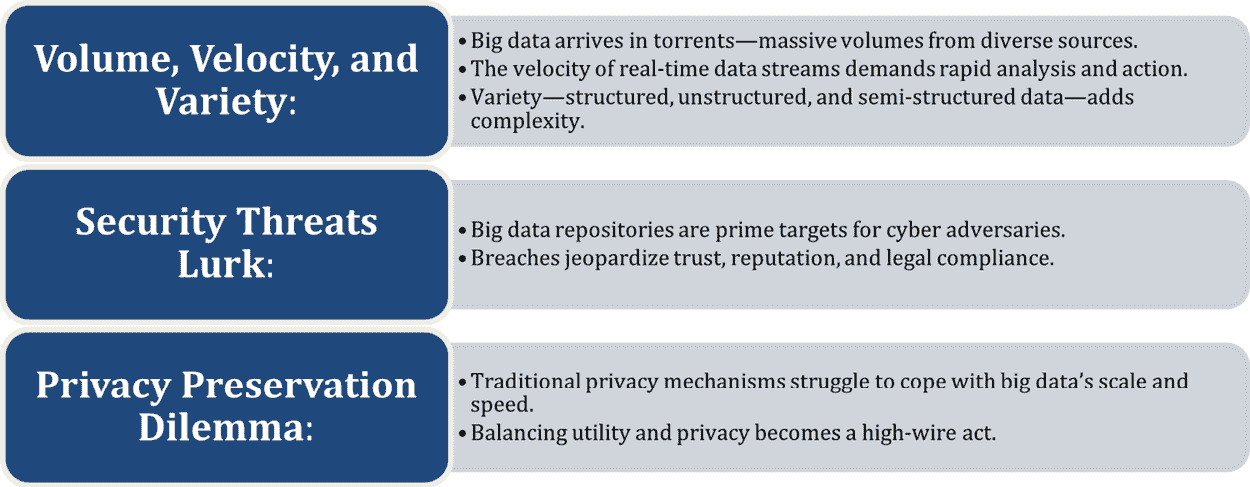 Volume, Velocity, and
Variety:
• Big data arrives in torrents—massive volumes from diverse sources.
• The velocity of real-time data streams demands rapid analysis and action.
• Variety—structured, unstructured, and semi-structured data—adds
complexity.
Security Threats
Lurk:
• Big data repositories are prime targets for cyber adversaries.
• Breaches jeopardize trust, reputation, and legal compliance.
Privacy Preservation
Dilemma:
• Traditional privacy mechanisms struggle to cope with big data’s scale and
speed.
• Balancing utility and privacy becomes a high-wire act.